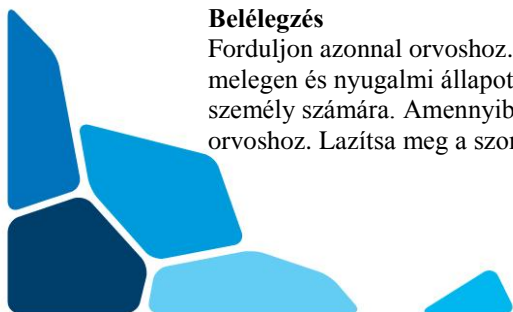 Belélegzés
Forduljon azonnal orvoshoz.
melegen és nyugalmi állapot
személy számára. Amennyib
orvoshoz. Lazítsa meg a szor